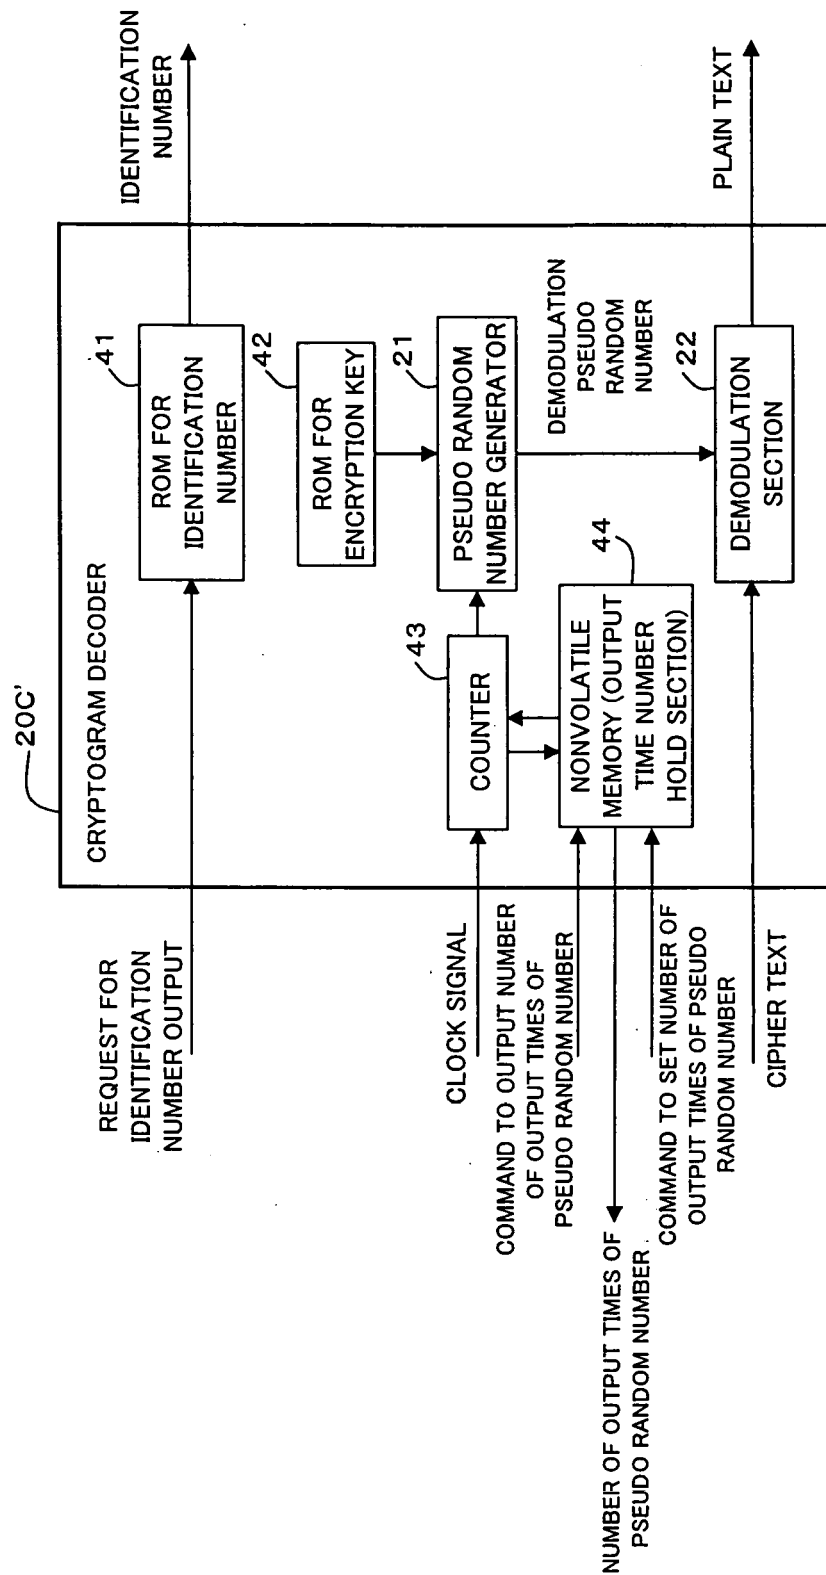 20C'
CRYPTOGRAM DECODER
REQUEST FOR
IDENTIFICATION
NUMBER OUTPUT
41
ROM FOR
IDENTIFICATION
NUMBER
IDENTIFICATION
NUMBER
42
ROM FOR
ENCRYPTION KEY
CLOCK SIGNAL
43
COUNTER
21
PSEUDO RANDOM
NUMBER GENERATOR
COMMAND TO OUTPUT NUMBER
OF OUTPUT TIMES OF
PSEUDO RANDOM NUMBER
44
NONVOLATILE
MEMORY (OUTPUT
TIME NUMBER
HOLD SECTION)
DEMODULATION
PSEUDO
RANDOM
NUMBER
NUMBER OF OUTPUT TIMES OF
PSEUDO RANDOM NUMBER
COMMAND TO SET NUMBER OF
OUTPUT TIMES OF PSEUDO
RANDOM NUMBER
CIPHER TEXT
22
DEMODULATION
SECTION
PLAIN TEXT